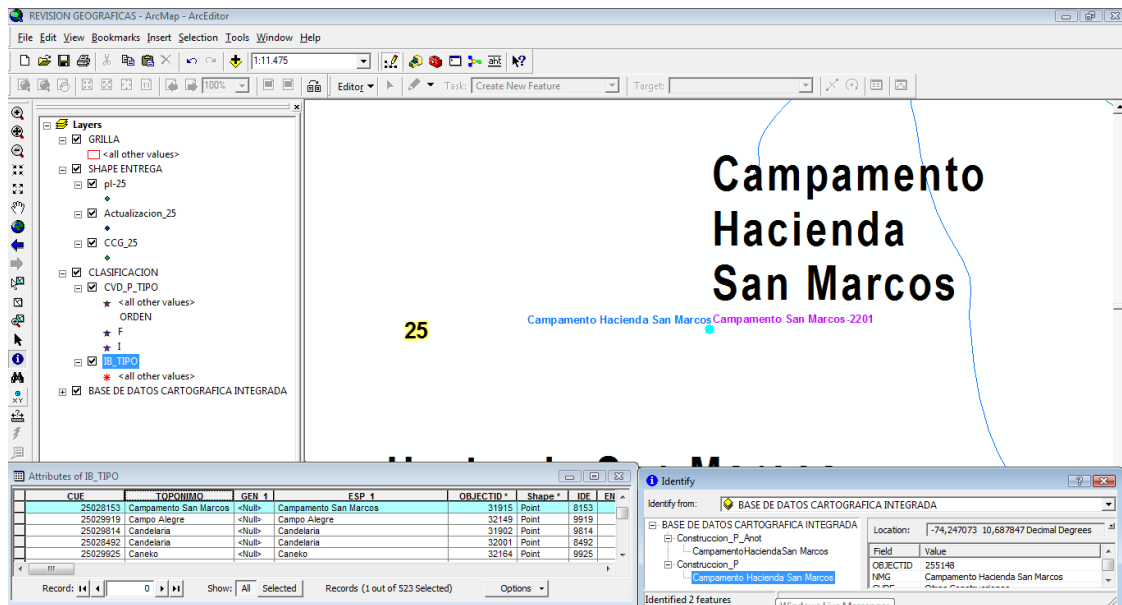 REVISION GEOGRAFICAS - ArcMap - ArcEditor
File Edit View Bookmarks Insert Selection Tools Window Help
1:11.475
100% Editor Task: Create New Feature Target:
Layers
GRILLA
<all other values>
SHAPE ENTREGA
pl-25
Actualizacion_25
CCG_25
CLASIFICACION
CVD_P_TIPO
<all other values>
ORDEN
F
I
IB_TIPO
<all other values>
BASE DE DATOS CARTOGRAFICA INTEGRADA
Campamento
Hacienda
San Marcos
Campamento Hacienda San Marcos Campamento San Marcos-2201
25
Attributes of IB_TIPO
CUE TOPONIMO GEN_1 ESP_1 OBJECTID * Shape * IDE EN
25028153 Campamento San Marcos <Null> Campamento San Marcos 31915 Point 8153
25029919 Campo Alegre <Null> Campo Alegre 32149 Point 9919
25029814 Candelaria <Null> Candelaria 31902 Point 9814
25028492 Candelaria <Null> Candelaria 32001 Point 8492
25029925 Caneko <Null> Caneko 32164 Point 9925
Record: 0 Show: All Selected Records (1 out of 523 Selected) Options
Identify
Identify from: BASE DE DATOS CARTOGRAFICA INTEGRADA
BASE DE DATOS CARTOGRAFICA INTEGRADA
Construccion_P_Anot
CampamentoHaciendaSan Marcos
Construccion_P
Campamento Hacienda San Marcos
Location: -74,247073 10,687847 Decimal Degrees
Field Value
OBJECTID 255148
NMG Campamento Hacienda San Marcos
Identified 2 features